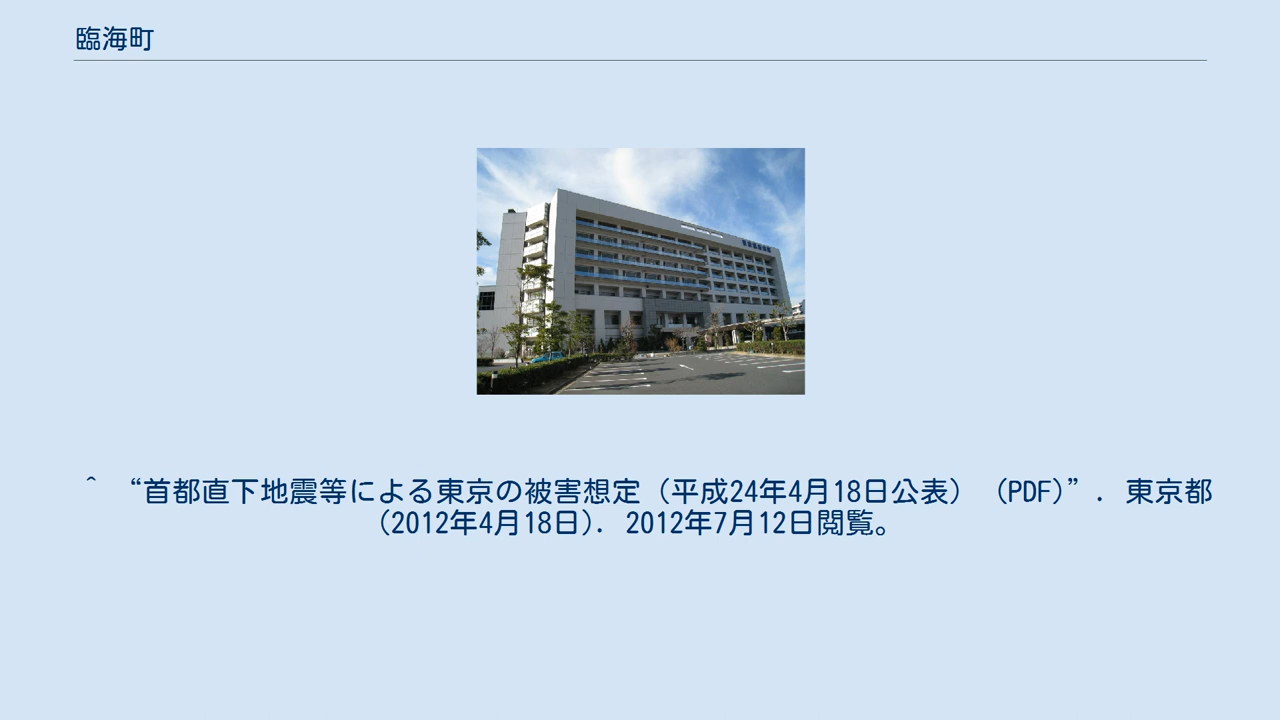 臨海町
^ “首都直下地震等による東京の被害想定（平成24年4月18日公表）（PDF）”. 東京都
(2012年4月18日). 2012年7月12日閲覧。